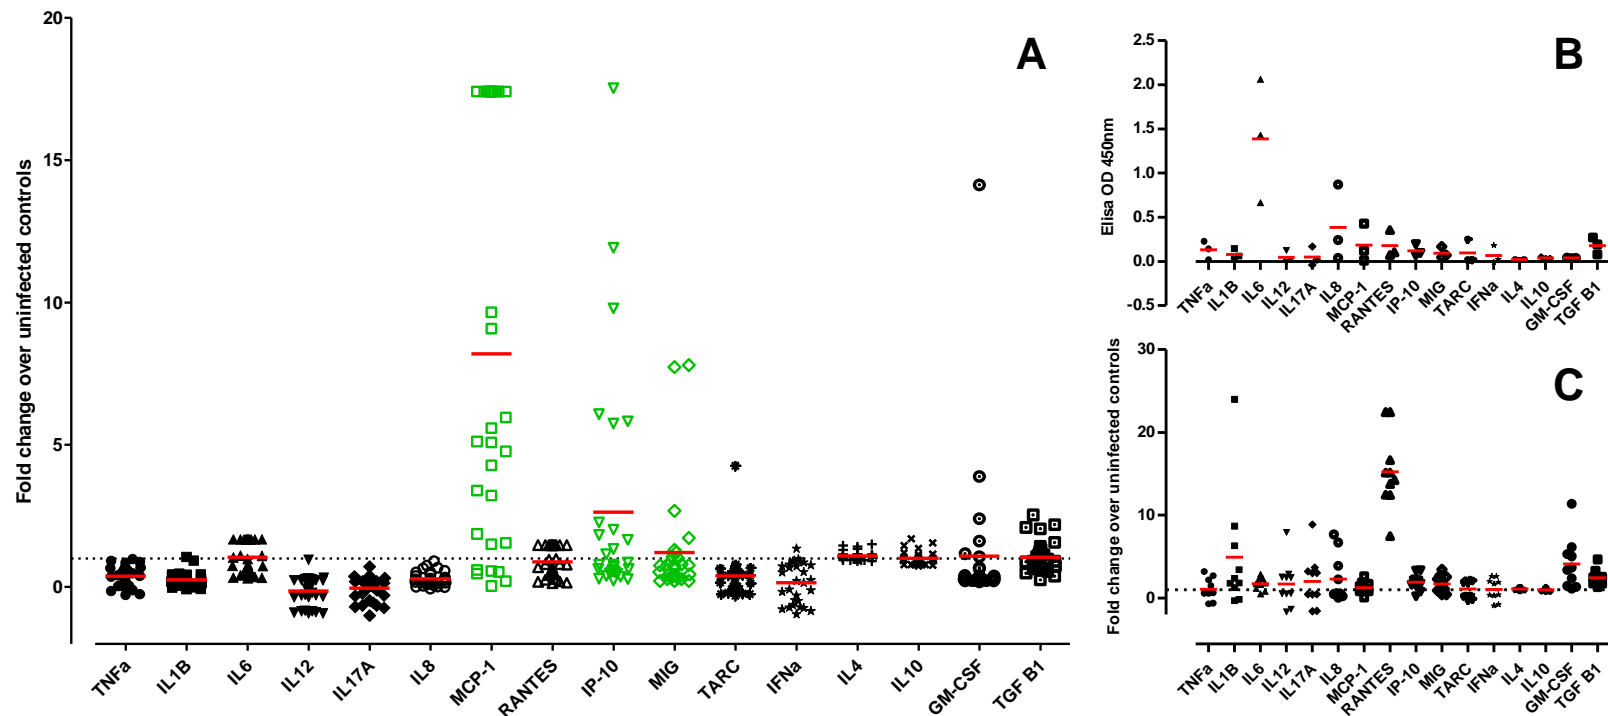 A
Fold change over uninfected controls
20
15
10
5
0
TNFa
IL1B
IL6
IL12
IL17A
IL8
MCP-1
RANTES
IP-10
MIG
TARC
IFNa
IL4
IL10
GM-CSF
TGF B1
B
Elisa OD 450nm
2.5
2.0
1.5
1.0
0.5
0.0
-0.5
TNFa
IL1B
IL6
IL12
IL17A
IL8
MCP-1
RANTES
IP-10
MIG
TARC
IFNa
IL4
IL10
GM-CSF
TGF B1
C
Fold change over uninfected controls
30
20
10
0
TNFa
IL1B
IL6
IL12
IL17A
IL8
MCP-1
RANTES
IP-10
MIG
TARC
IFNa
IL4
IL10
GM-CSF
TGF B1